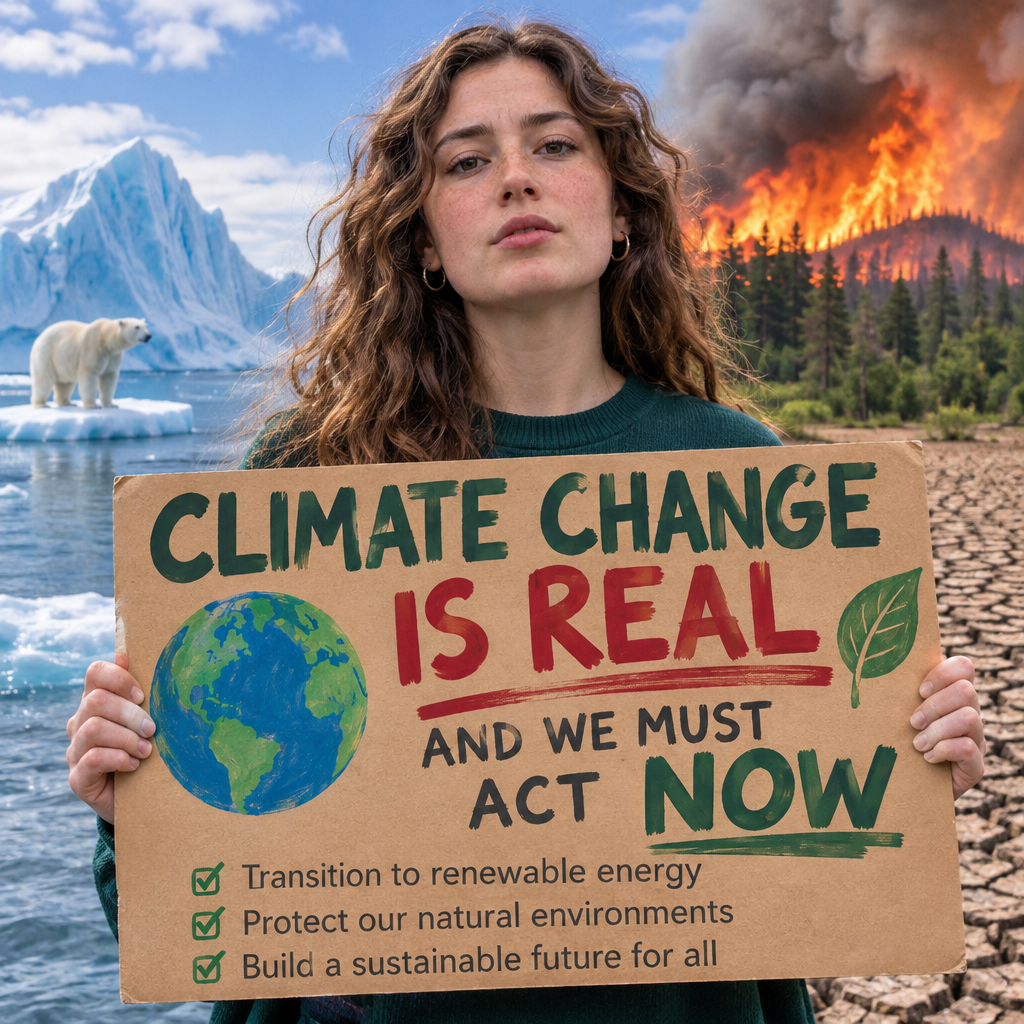 CLIMATE CHANGE
IS REAL
AND WE MUST
ACT NOW
Transition to renewable energy
Protect our natural environments
Build a sustainable future for all